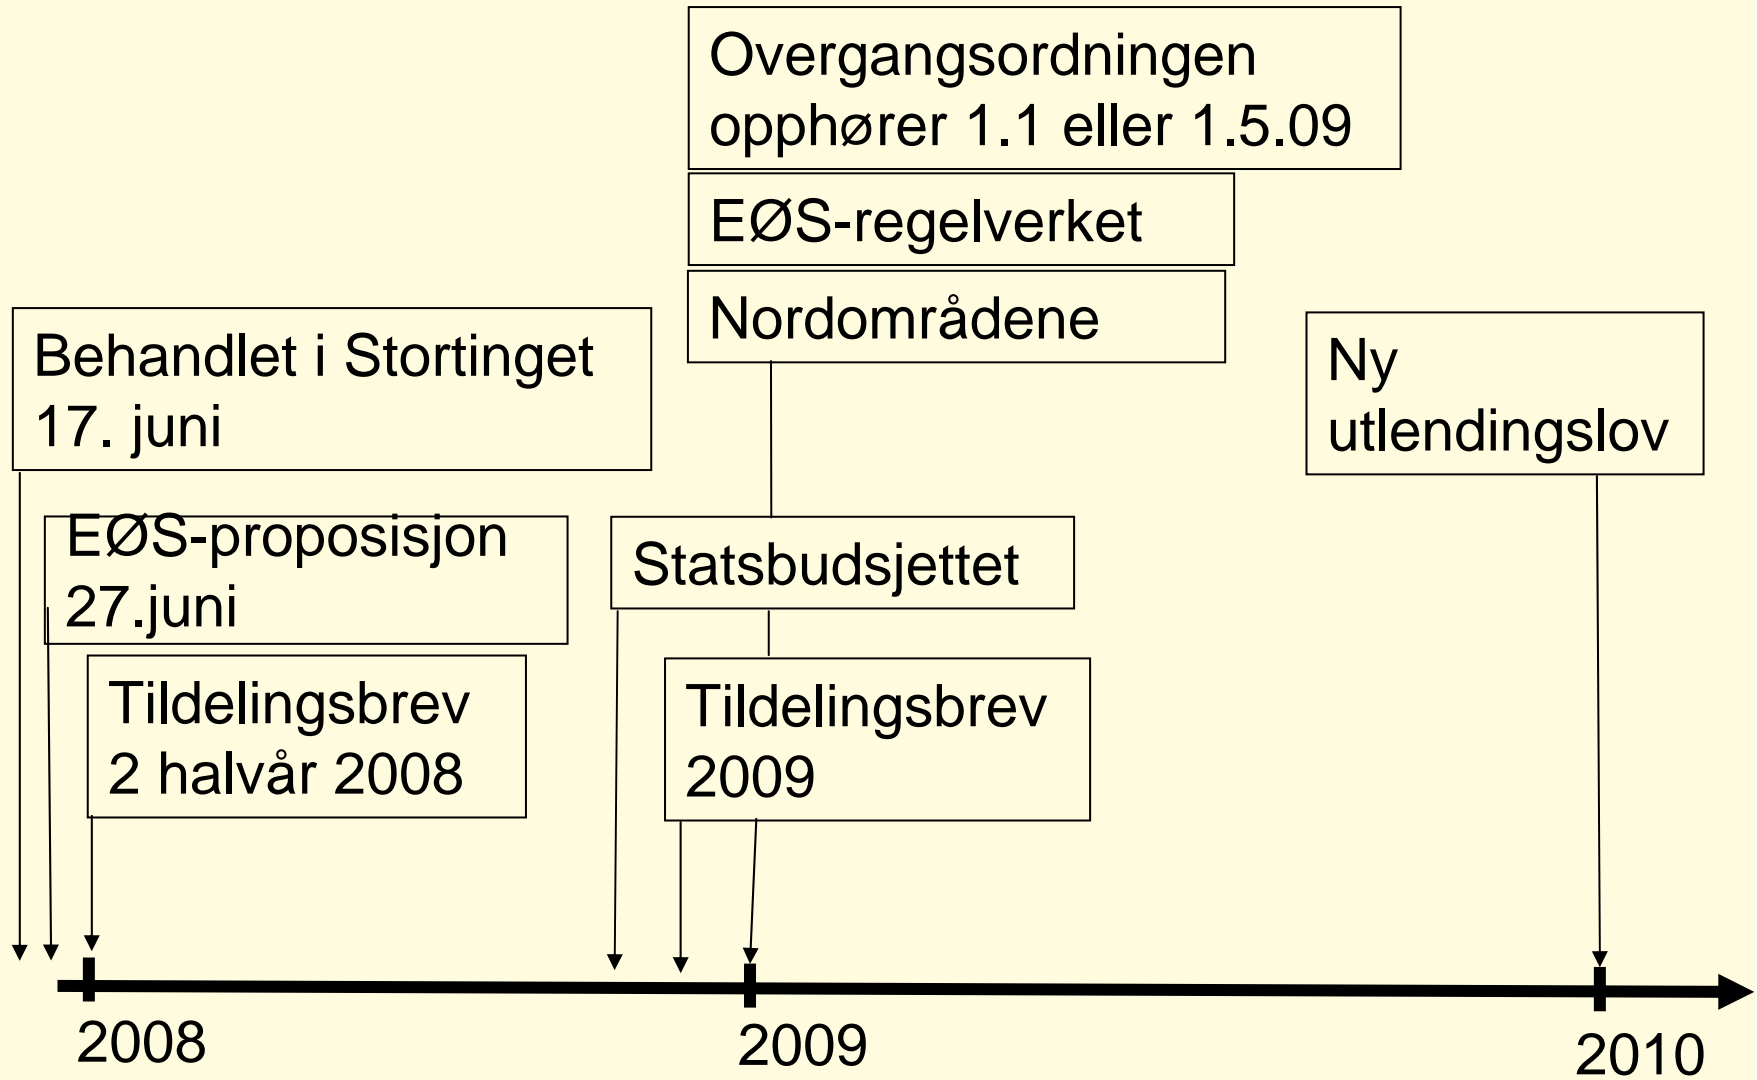 Overgangsordningen
opphører 1.1 eller 1.5.09
EØS-regelverket
Nordområdene
Behandlet i Stortinget
17. juni
Ny
utlendingslov
EØS-proposisjon
27.juni
Statsbudsjettet
Tildelingsbrev
2 halvår 2008
Tildelingsbrev
2009
2008
2009
2010